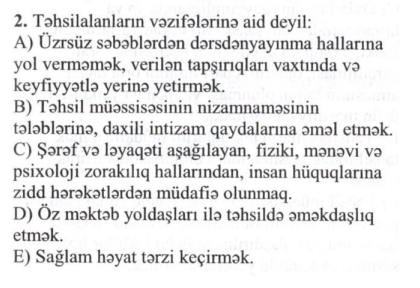 2. Təhsilalanların vəzifələrinə aid deyil:
A) Üzrsüz səbəblərdən dərsdənyayınma hallarına
yol verməmək, verilən tapşırıqları vaxtında və
keyfiyyətlə yerinə yetirmək.
B) Təhsil müəssisəsinin nizamnaməsinin
tələblərinə, daxili intizam qaydalarına əməl etmək.
C) Şərəf və ləyaqəti aşağılayan, fiziki, mənəvi və
psixoloji zorakılıq hallarından, insan hüquqlarına
zidd hərəkətlərdən müdafiə olunmaq.
D) Öz məktəb yoldaşları ilə təhsildə əməkdaşlıq
etmək.
E) Sağlam həyat tərzi keçirmək.